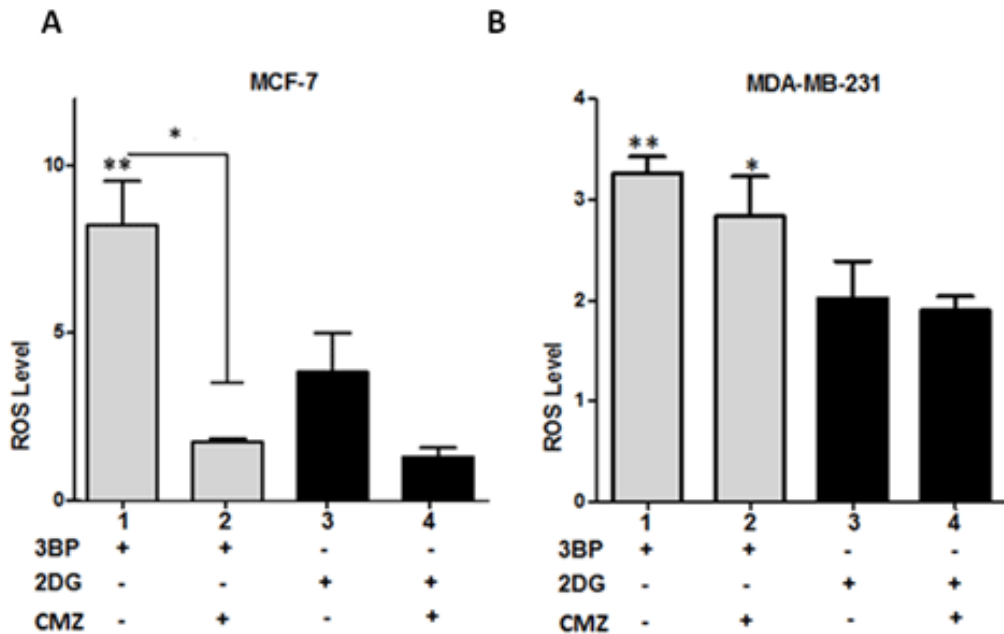 A
MCF-7
ROS Level
10
5
0
*
**
1 2 3 4
3BP + + - -
2DG - - + +
CMZ - + - +
B
MDA-MB-231
ROS Level
4
3
2
1
0
**
*
1 2 3 4
3BP + + - -
2DG - - + +
CMZ - + - +